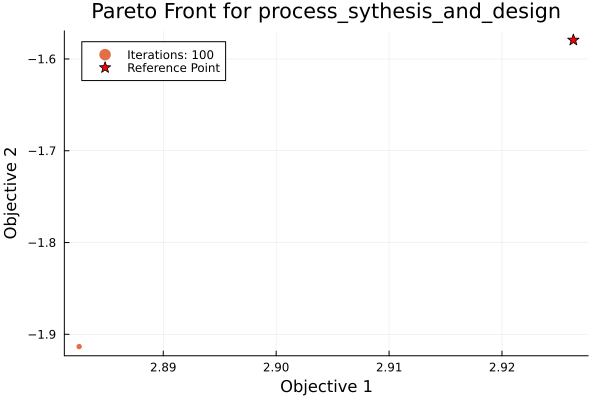 Pareto Front for process_sythesis_and_design
Iterations: 100
Reference Point
−1.6
−1.7
−1.8
−1.9
Objective 2
2.89
2.90
2.91
2.92
Objective 1